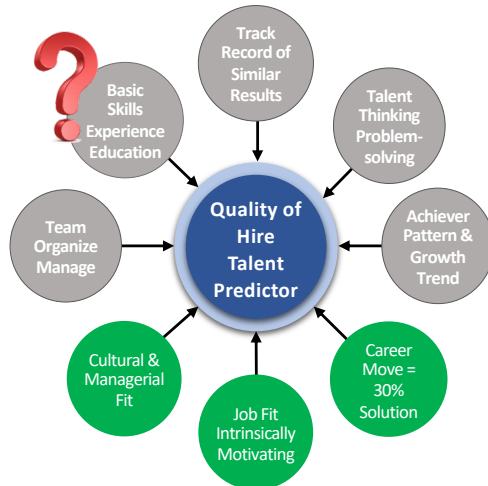 Track
Record of
Similar
Results
Basic
Skills
Experience
Education
Talent
Thinking
Problem-
solving
Quality of
Hire
Talent
Predictor
Team
Organize
Manage
Achiever
Pattern &
Growth
Trend
Cultural &
Managerial
Fit
Career
Move =
30%
Solution
Job Fit
Intrinsically
Motivating